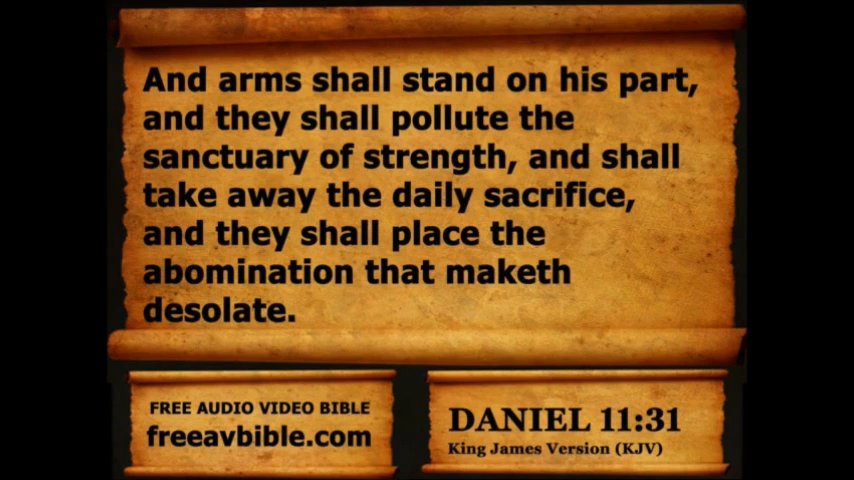 And arms shall stand on his part,
and they shall pollute the
sanctuary of strength, and shall
take away the daily sacrifice,
and they shall place the
abomination that maketh
desolate.
FREE AUDIO VIDEO BIBLE
freeavbible.com
DANIEL 11:31
King James Version (KJV)